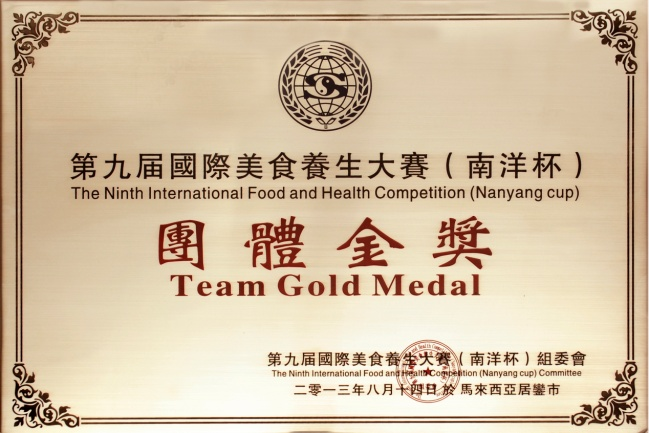 第九届國際美食養生大賽（南洋杯）
The Ninth International Food and Health Competition (Nanyang cup)
團體金獎
Team Gold Medal
第九届國際美食養生大賽（南洋杯）組委會
The Ninth International Food and Health Competition (Nanyang cup) Committee
二零一三年八月十四日 於 馬來西亞居鑾市